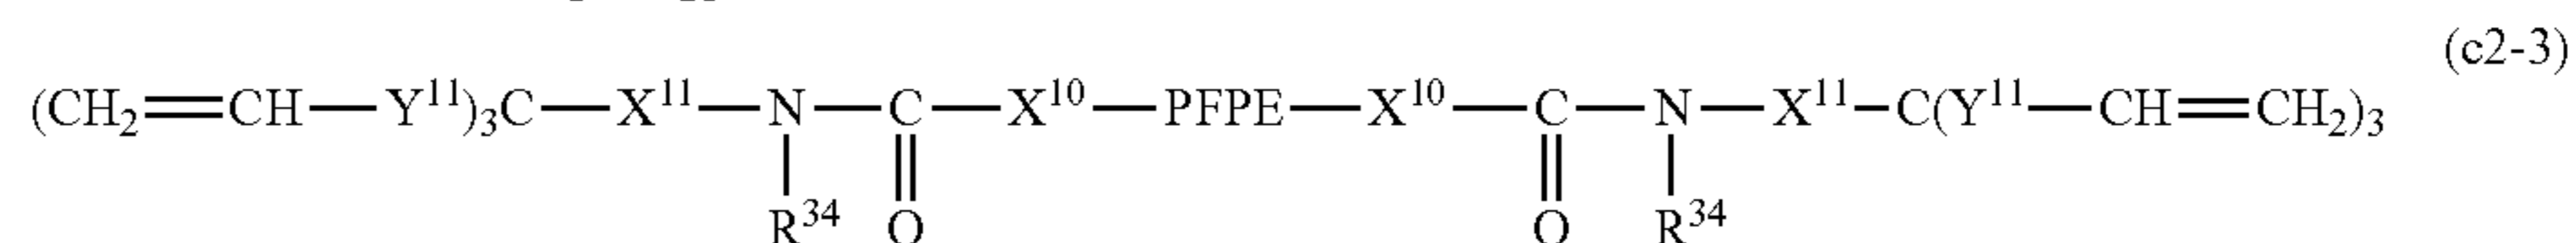 (c2-3)
(CH₂=CH—Y¹¹)₃C—X¹¹—N—C—X¹⁰—PFPE—X¹⁰—C—N—X¹¹—C(Y¹¹—CH=CH₂)₃
R³⁴ O O R³⁴